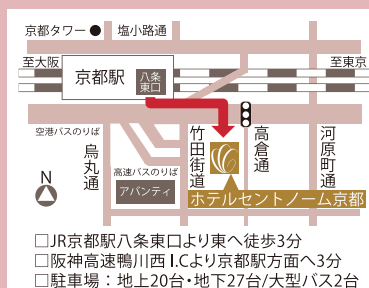 京都タワー● 塩小路通
至大阪
至東京
京都駅
八条
東口
空港バスのりば
烏丸通
高速バスのりば
アバンティ
竹田街道
高倉通
河原町通
N
ホテルセントノーム京都
□JR京都駅八条東口より東へ徒歩3分
□阪神高速鴨川西I.Cより京都駅方面へ3分
□駐車場：地上20台・地下27台/大型バス2台